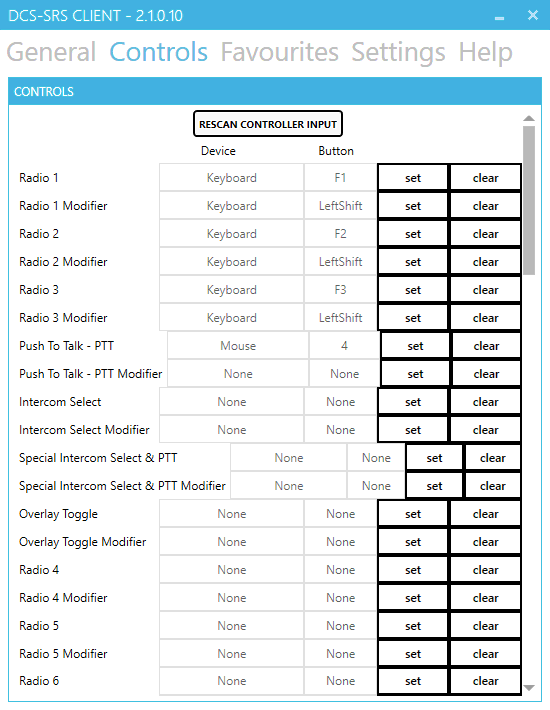 DCS-SRS CLIENT - 2.1.0.10
General Controls Favourites Settings Help
CONTROLS
RESCAN CONTROLLER INPUT
Device Button
Radio 1 Keyboard F1 set clear
Radio 1 Modifier Keyboard LeftShift set clear
Radio 2 Keyboard F2 set clear
Radio 2 Modifier Keyboard LeftShift set clear
Radio 3 Keyboard F3 set clear
Radio 3 Modifier Keyboard LeftShift set clear
Push To Talk - PTT Mouse 4 set clear
Push To Talk - PTT Modifier None None set clear
Intercom Select None None set clear
Intercom Select Modifier None None set clear
Special Intercom Select & PTT None None set clear
Special Intercom Select & PTT Modifier None None set clear
Overlay Toggle None None set clear
Overlay Toggle Modifier None None set clear
Radio 4 None None set clear
Radio 4 Modifier None None set clear
Radio 5 None None set clear
Radio 5 Modifier None None set clear
Radio 6 None None set clear